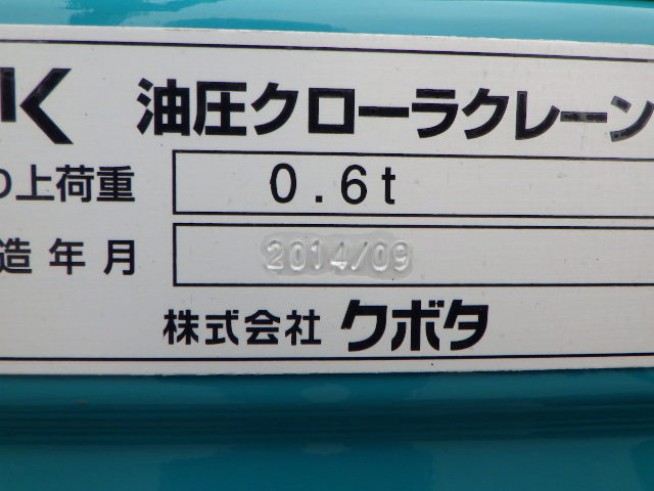 K 油圧クローラクレーン
上荷重 0.6t
造年月 2014/09
株式会社 クボタ